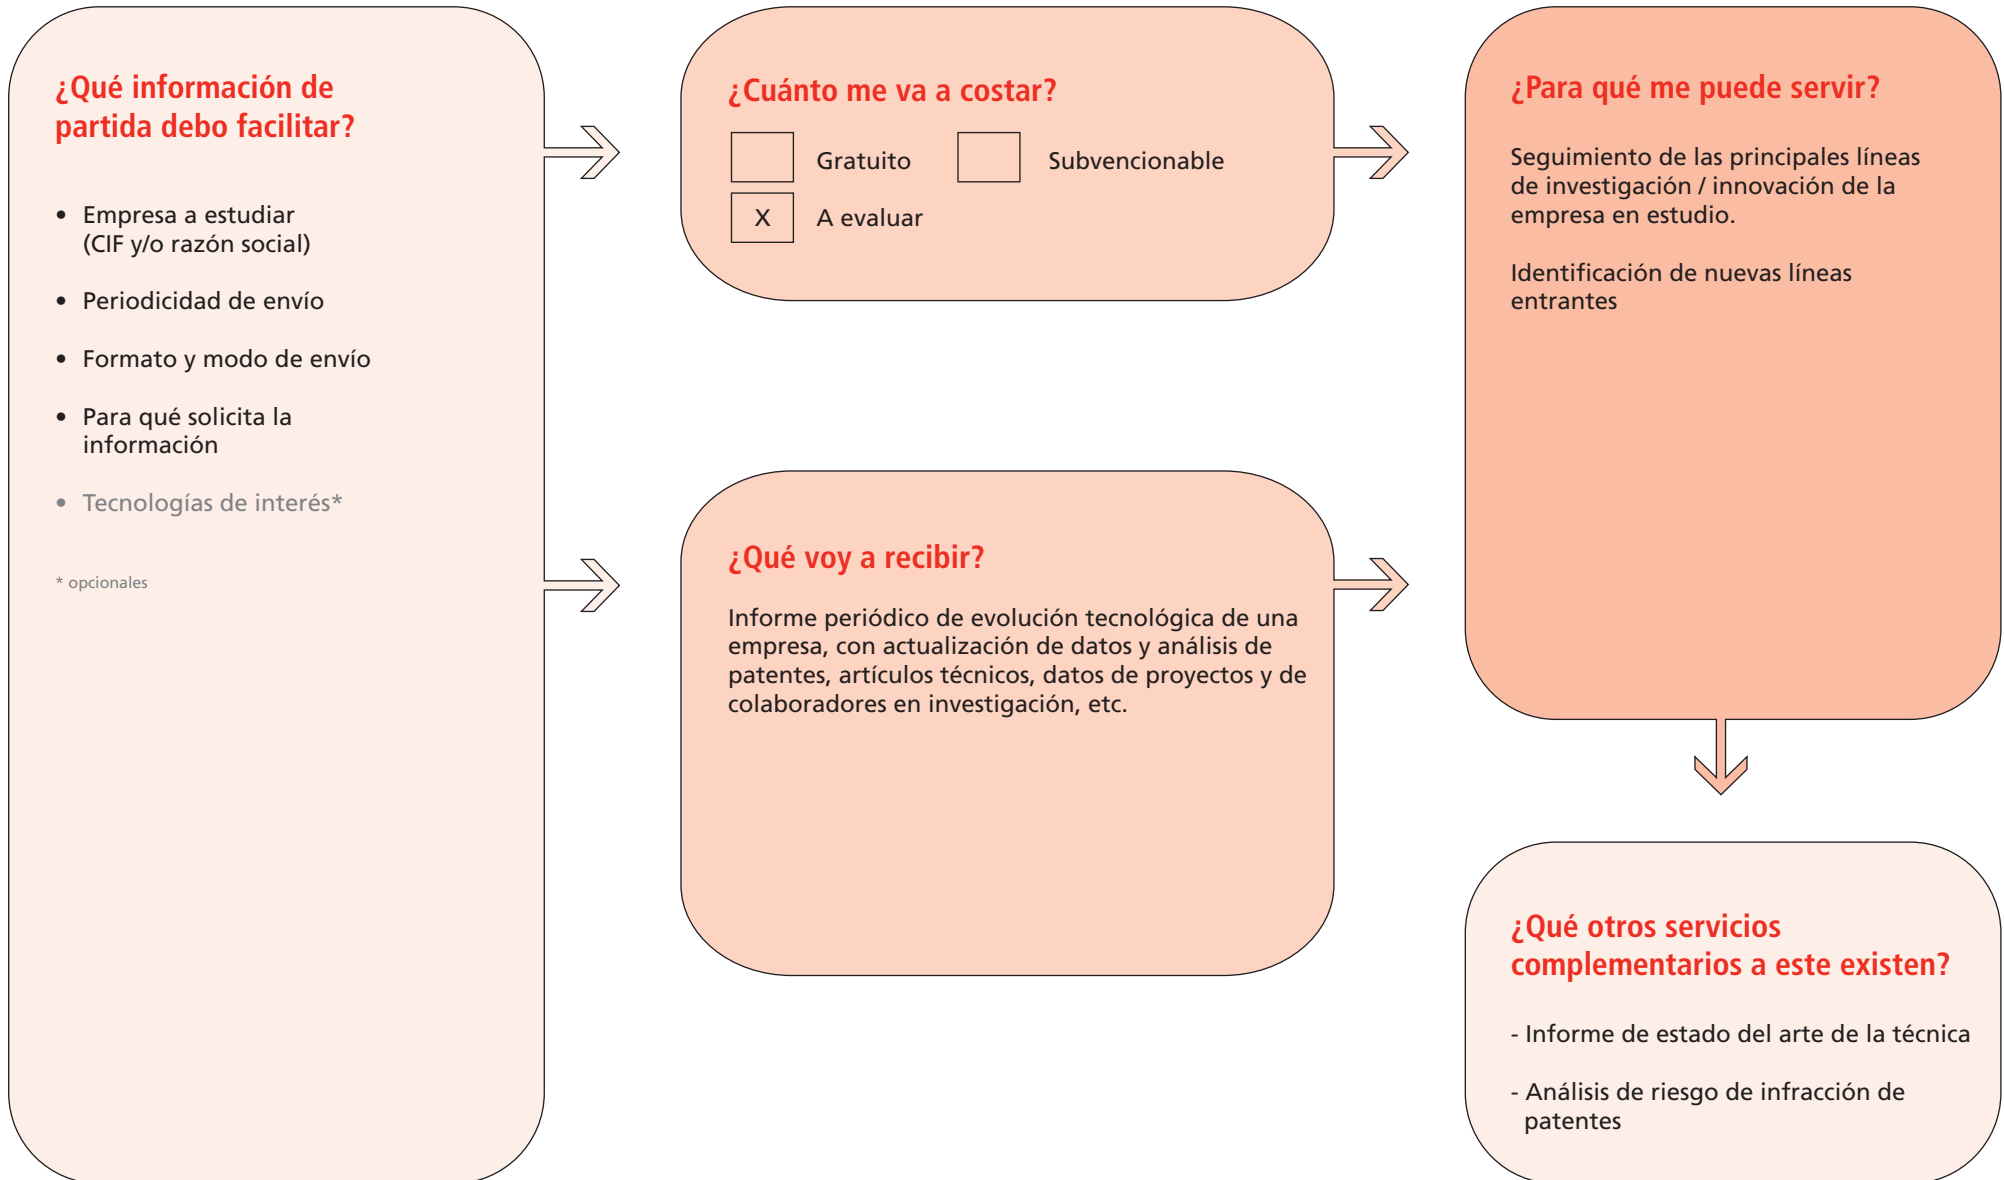 ¿Qué información de
partida debo facilitar?
• Empresa a estudiar
(CIF y/o razón social)
• Periodicidad de envío
• Formato y modo de envío
• Para qué solicita la
información
• Tecnologías de interés*
* opcionales
¿Cuánto me va a costar?
Gratuito
Subvencionable
X A evaluar
¿Qué voy a recibir?
Informe periódico de evolución tecnológica de una
empresa, con actualización de datos y análisis de
patentes, artículos técnicos, datos de proyectos y de
colaboradores en investigación, etc.
¿Para qué me puede servir?
Seguimiento de las principales líneas
de investigación / innovación de la
empresa en estudio.
Identificación de nuevas líneas
entrantes
¿Qué otros servicios
complementarios a este existen?
- Informe de estado del arte de la técnica
- Análisis de riesgo de infracción de
patentes